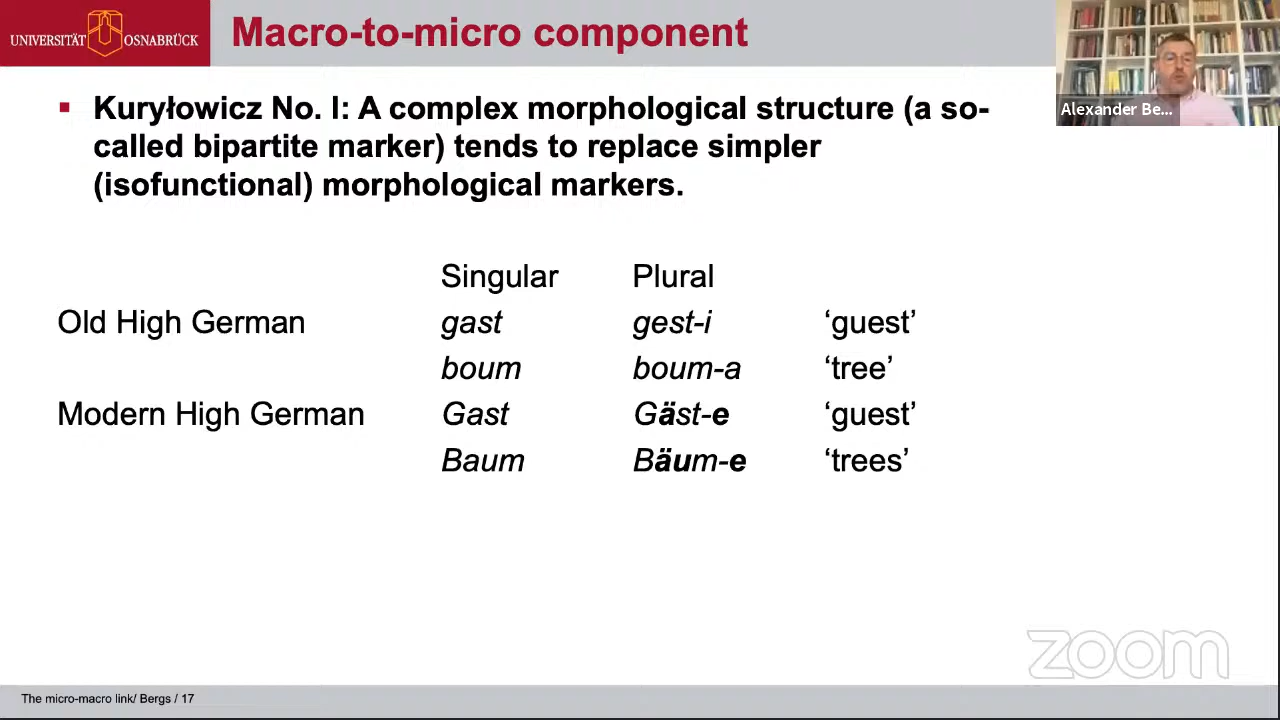 UNIVERSITÄT OSNABRÜCK
Macro-to-micro component
Alexander Be...
▪ Kuryłowicz No. I: A complex morphological structure (a so-
called bipartite marker) tends to replace simpler
(isofunctional) morphological markers.
Singular Plural
Old High German gast gest-i ‘guest’
boum boum-a ‘tree’
Modern High German Gast Gäst-e ‘guest’
Baum Bäum-e ‘trees’
zoom
The micro-macro link/ Bergs / 17